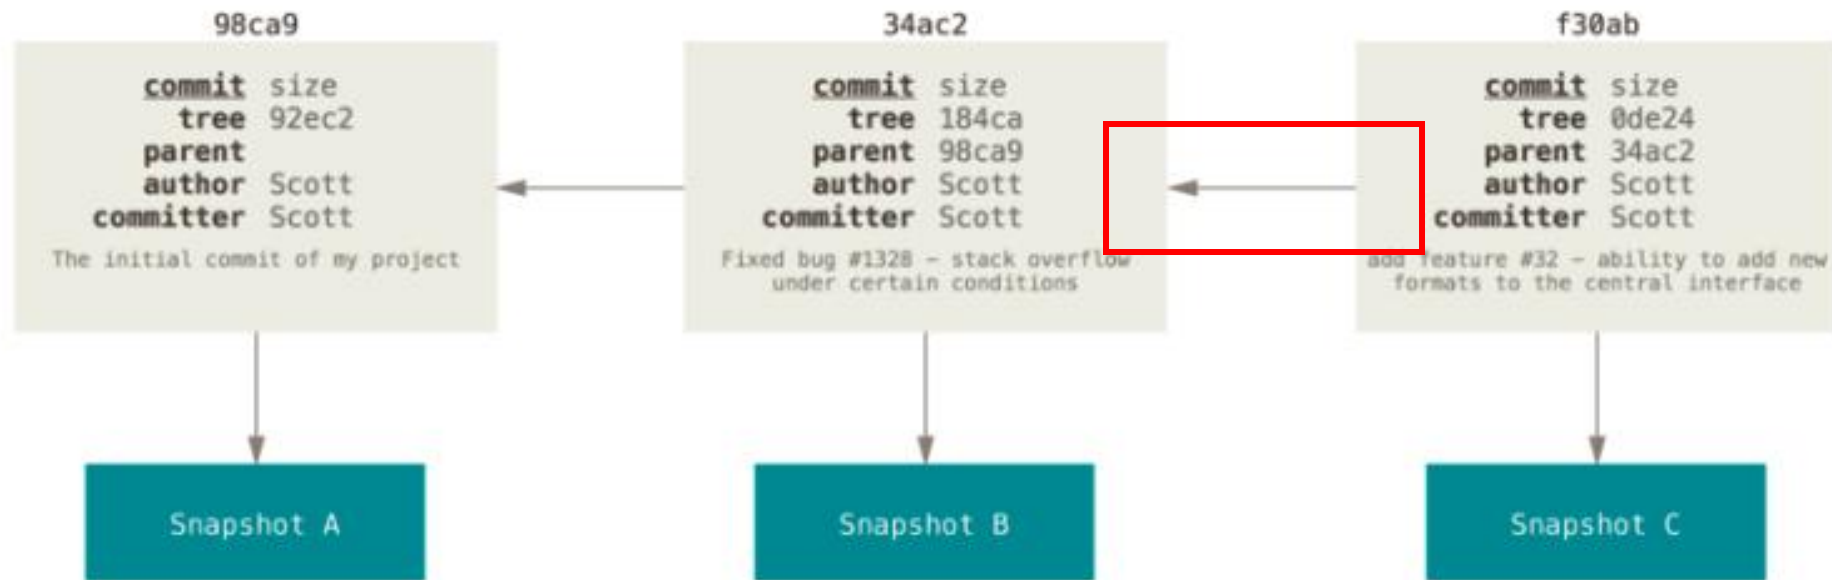 98ca9
commit size
tree 92ec2
parent
author Scott
committer Scott
The initial commit of my project
Snapshot A
34ac2
commit size
tree 184ca
parent 98ca9
author Scott
committer Scott
Fixed bug #1328 – stack overflow
under certain conditions
Snapshot B
f30ab
commit size
tree 0de24
parent 34ac2
author Scott
committer Scott
add feature #32 – ability to add new
formats to the central interface
Snapshot C